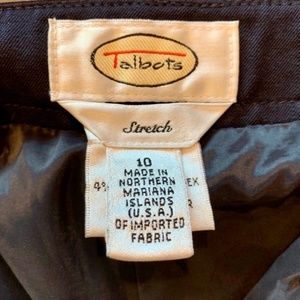 Talbots
Stretch
10
MADE IN
NORTHERN
MARIANA
ISLANDS
(U.S.A.)
OF IMPORTED
FABRIC